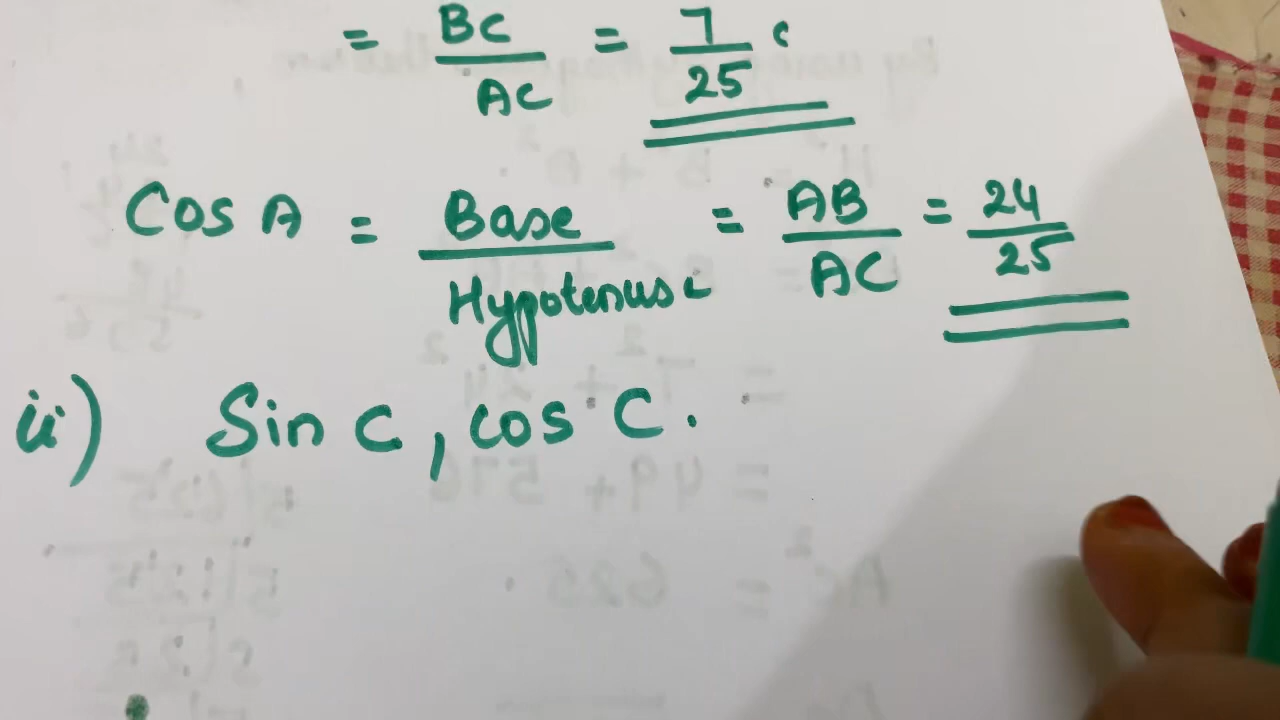 = BC/AC = 7/25
Cos A = Base/Hypotenuse = AB/AC = 24/25
ii) Sin C, cos C.